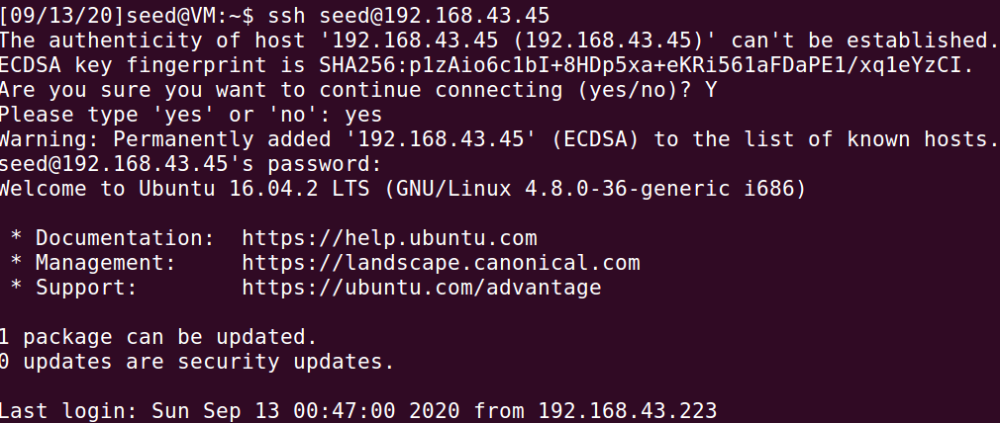 [09/13/20]seed@VM:~$ ssh seed@192.168.43.45
The authenticity of host '192.168.43.45 (192.168.43.45)' can't be established.
ECDSA key fingerprint is SHA256:p1zAio6c1bI+8HDp5xa+eKRi561aFDaPE1/xq1eYzCI.
Are you sure you want to continue connecting (yes/no)? Y
Please type 'yes' or 'no': yes
Warning: Permanently added '192.168.43.45' (ECDSA) to the list of known hosts.
seed@192.168.43.45's password:
Welcome to Ubuntu 16.04.2 LTS (GNU/Linux 4.8.0-36-generic i686)

 * Documentation:  https://help.ubuntu.com
 * Management:     https://landscape.canonical.com
 * Support:        https://ubuntu.com/advantage

1 package can be updated.
0 updates are security updates.

Last login: Sun Sep 13 00:47:00 2020 from 192.168.43.223